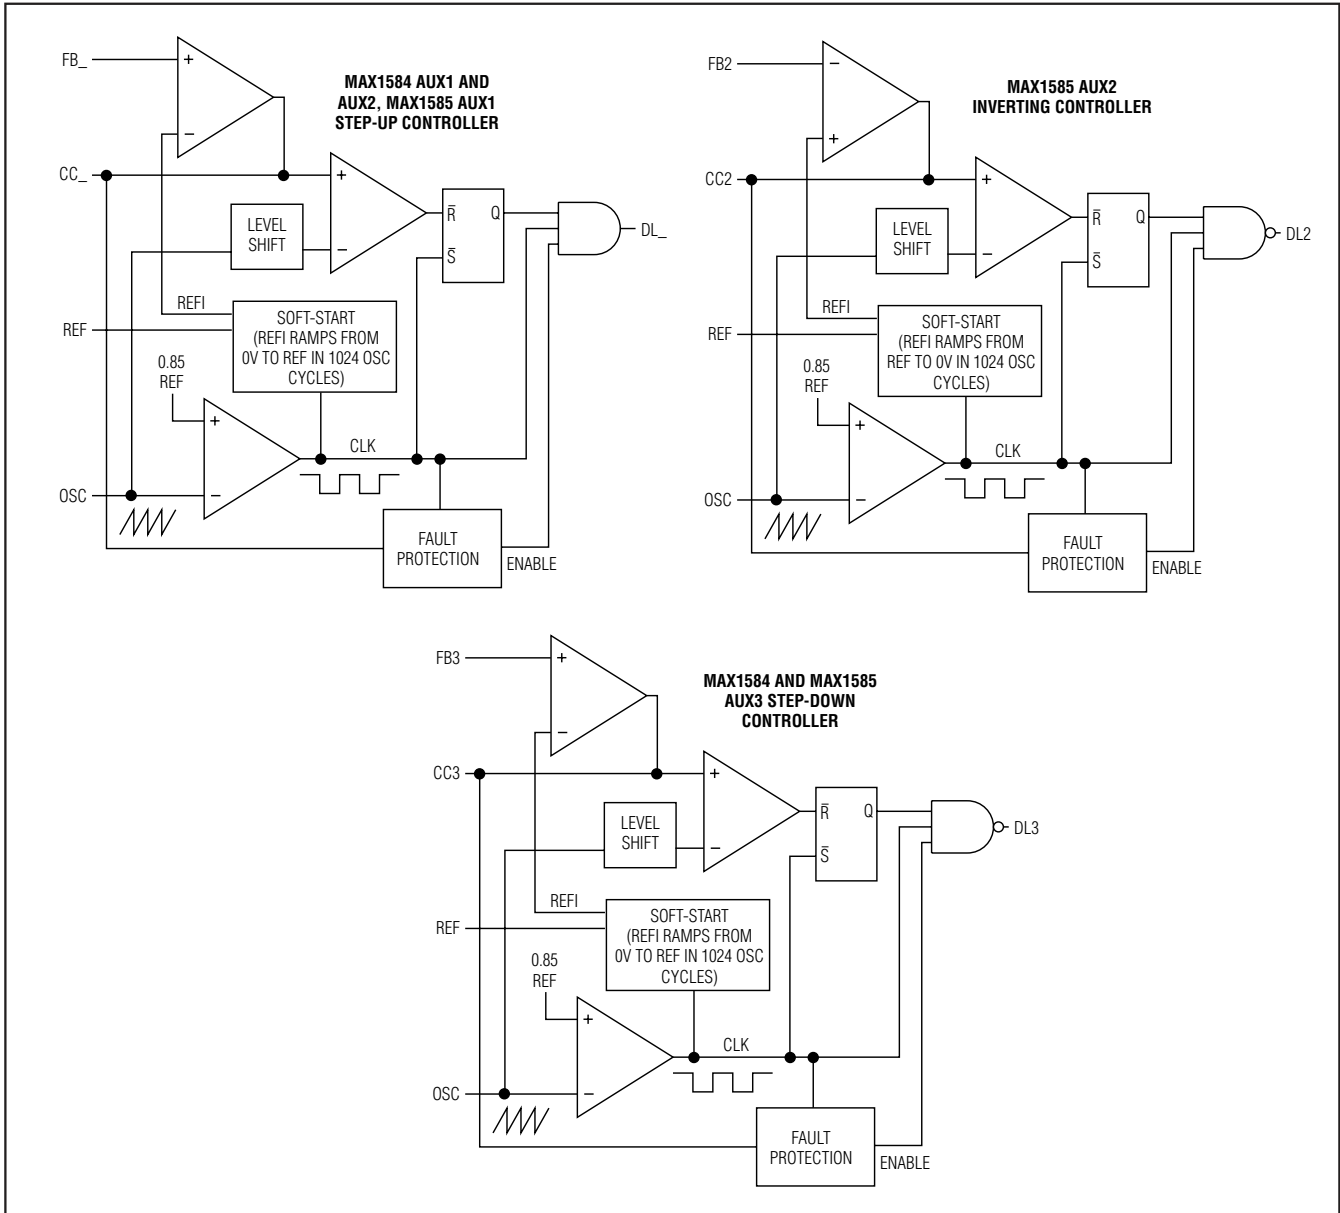 FB_
+
−
MAX1584 AUX1 AND
AUX2, MAX1585 AUX1
STEP-UP CONTROLLER
CC_
+
−
LEVEL
SHIFT
R̅
Q
S̅
DL_
REFI
REF
SOFT-START
(REFI RAMPS FROM
0V TO REF IN 1024 OSC
CYCLES)
0.85
REF
+
−
CLK
OSC
FAULT
PROTECTION
ENABLE
FB2
−
+
MAX1585 AUX2
INVERTING CONTROLLER
CC2
+
−
LEVEL
SHIFT
R̅
Q
S̅
DL2
REFI
REF
SOFT-START
(REFI RAMPS FROM
REF TO 0V IN 1024 OSC
CYCLES)
0.85
REF
+
−
CLK
OSC
FAULT
PROTECTION
ENABLE
FB3
+
−
MAX1584 AND MAX1585
AUX3 STEP-DOWN
CONTROLLER
CC3
+
−
LEVEL
SHIFT
R̅
Q
S̅
DL3
REFI
REF
SOFT-START
(REFI RAMPS FROM
0V TO REF IN 1024 OSC
CYCLES)
0.85
REF
+
−
CLK
OSC
FAULT
PROTECTION
ENABLE